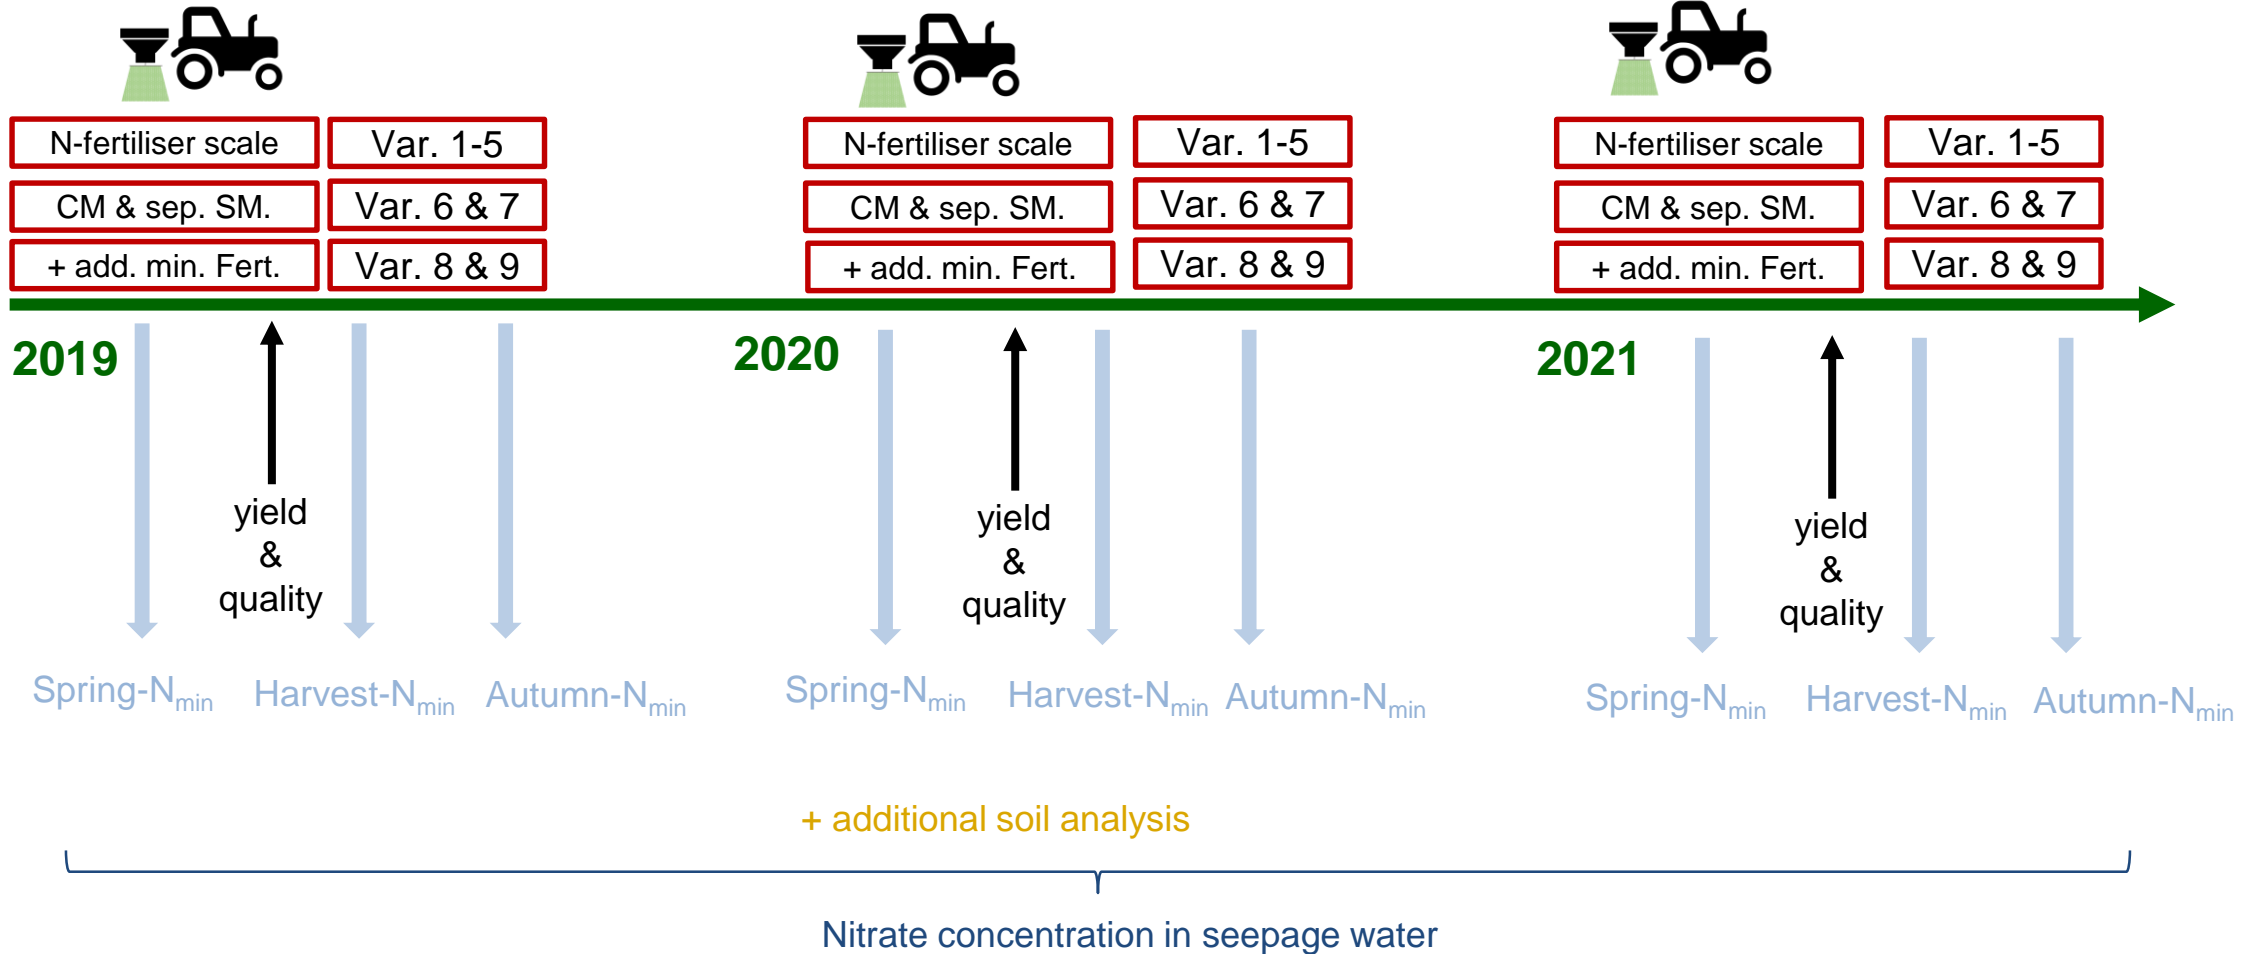 N-fertiliser scale Var. 1-5 N-fertiliser scale Var. 1-5 N-fertiliser scale Var. 1-5
CM & sep. SM. Var. 6 & 7 CM & sep. SM. Var. 6 & 7 CM & sep. SM. Var. 6 & 7
+ add. min. Fert. Var. 8 & 9 + add. min. Fert. Var. 8 & 9 + add. min. Fert. Var. 8 & 9
2019 2020 2021
yield yield yield
& & &
quality quality quality
Spring-Nmin Harvest-Nmin Autumn-Nmin Spring-Nmin Harvest-Nmin Autumn-Nmin Spring-Nmin Harvest-Nmin Autumn-Nmin
+ additional soil analysis
Nitrate concentration in seepage water